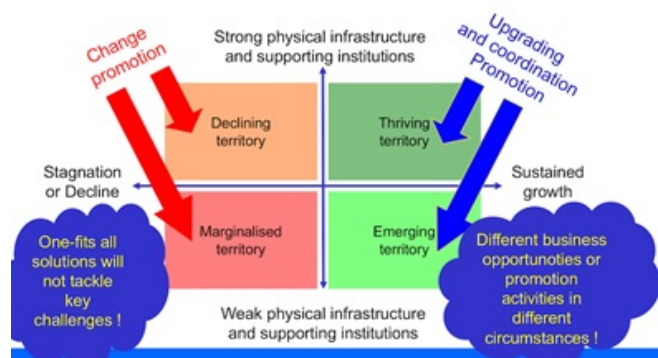 Change
promotion
Strong physical infrastructure
and supporting institutions
Upgrading
and coordination
Promotion
Declining
territory
Thriving
territory
Stagnation
or Decline
Sustained
growth
Marginalised
territory
Emerging
territory
One-fits all
solutions will
not tackle
key
challenges !
Different business
opportunoties or
promotion
activities in
different
circumstances !
Weak physical infrastructure
and supporting institutions